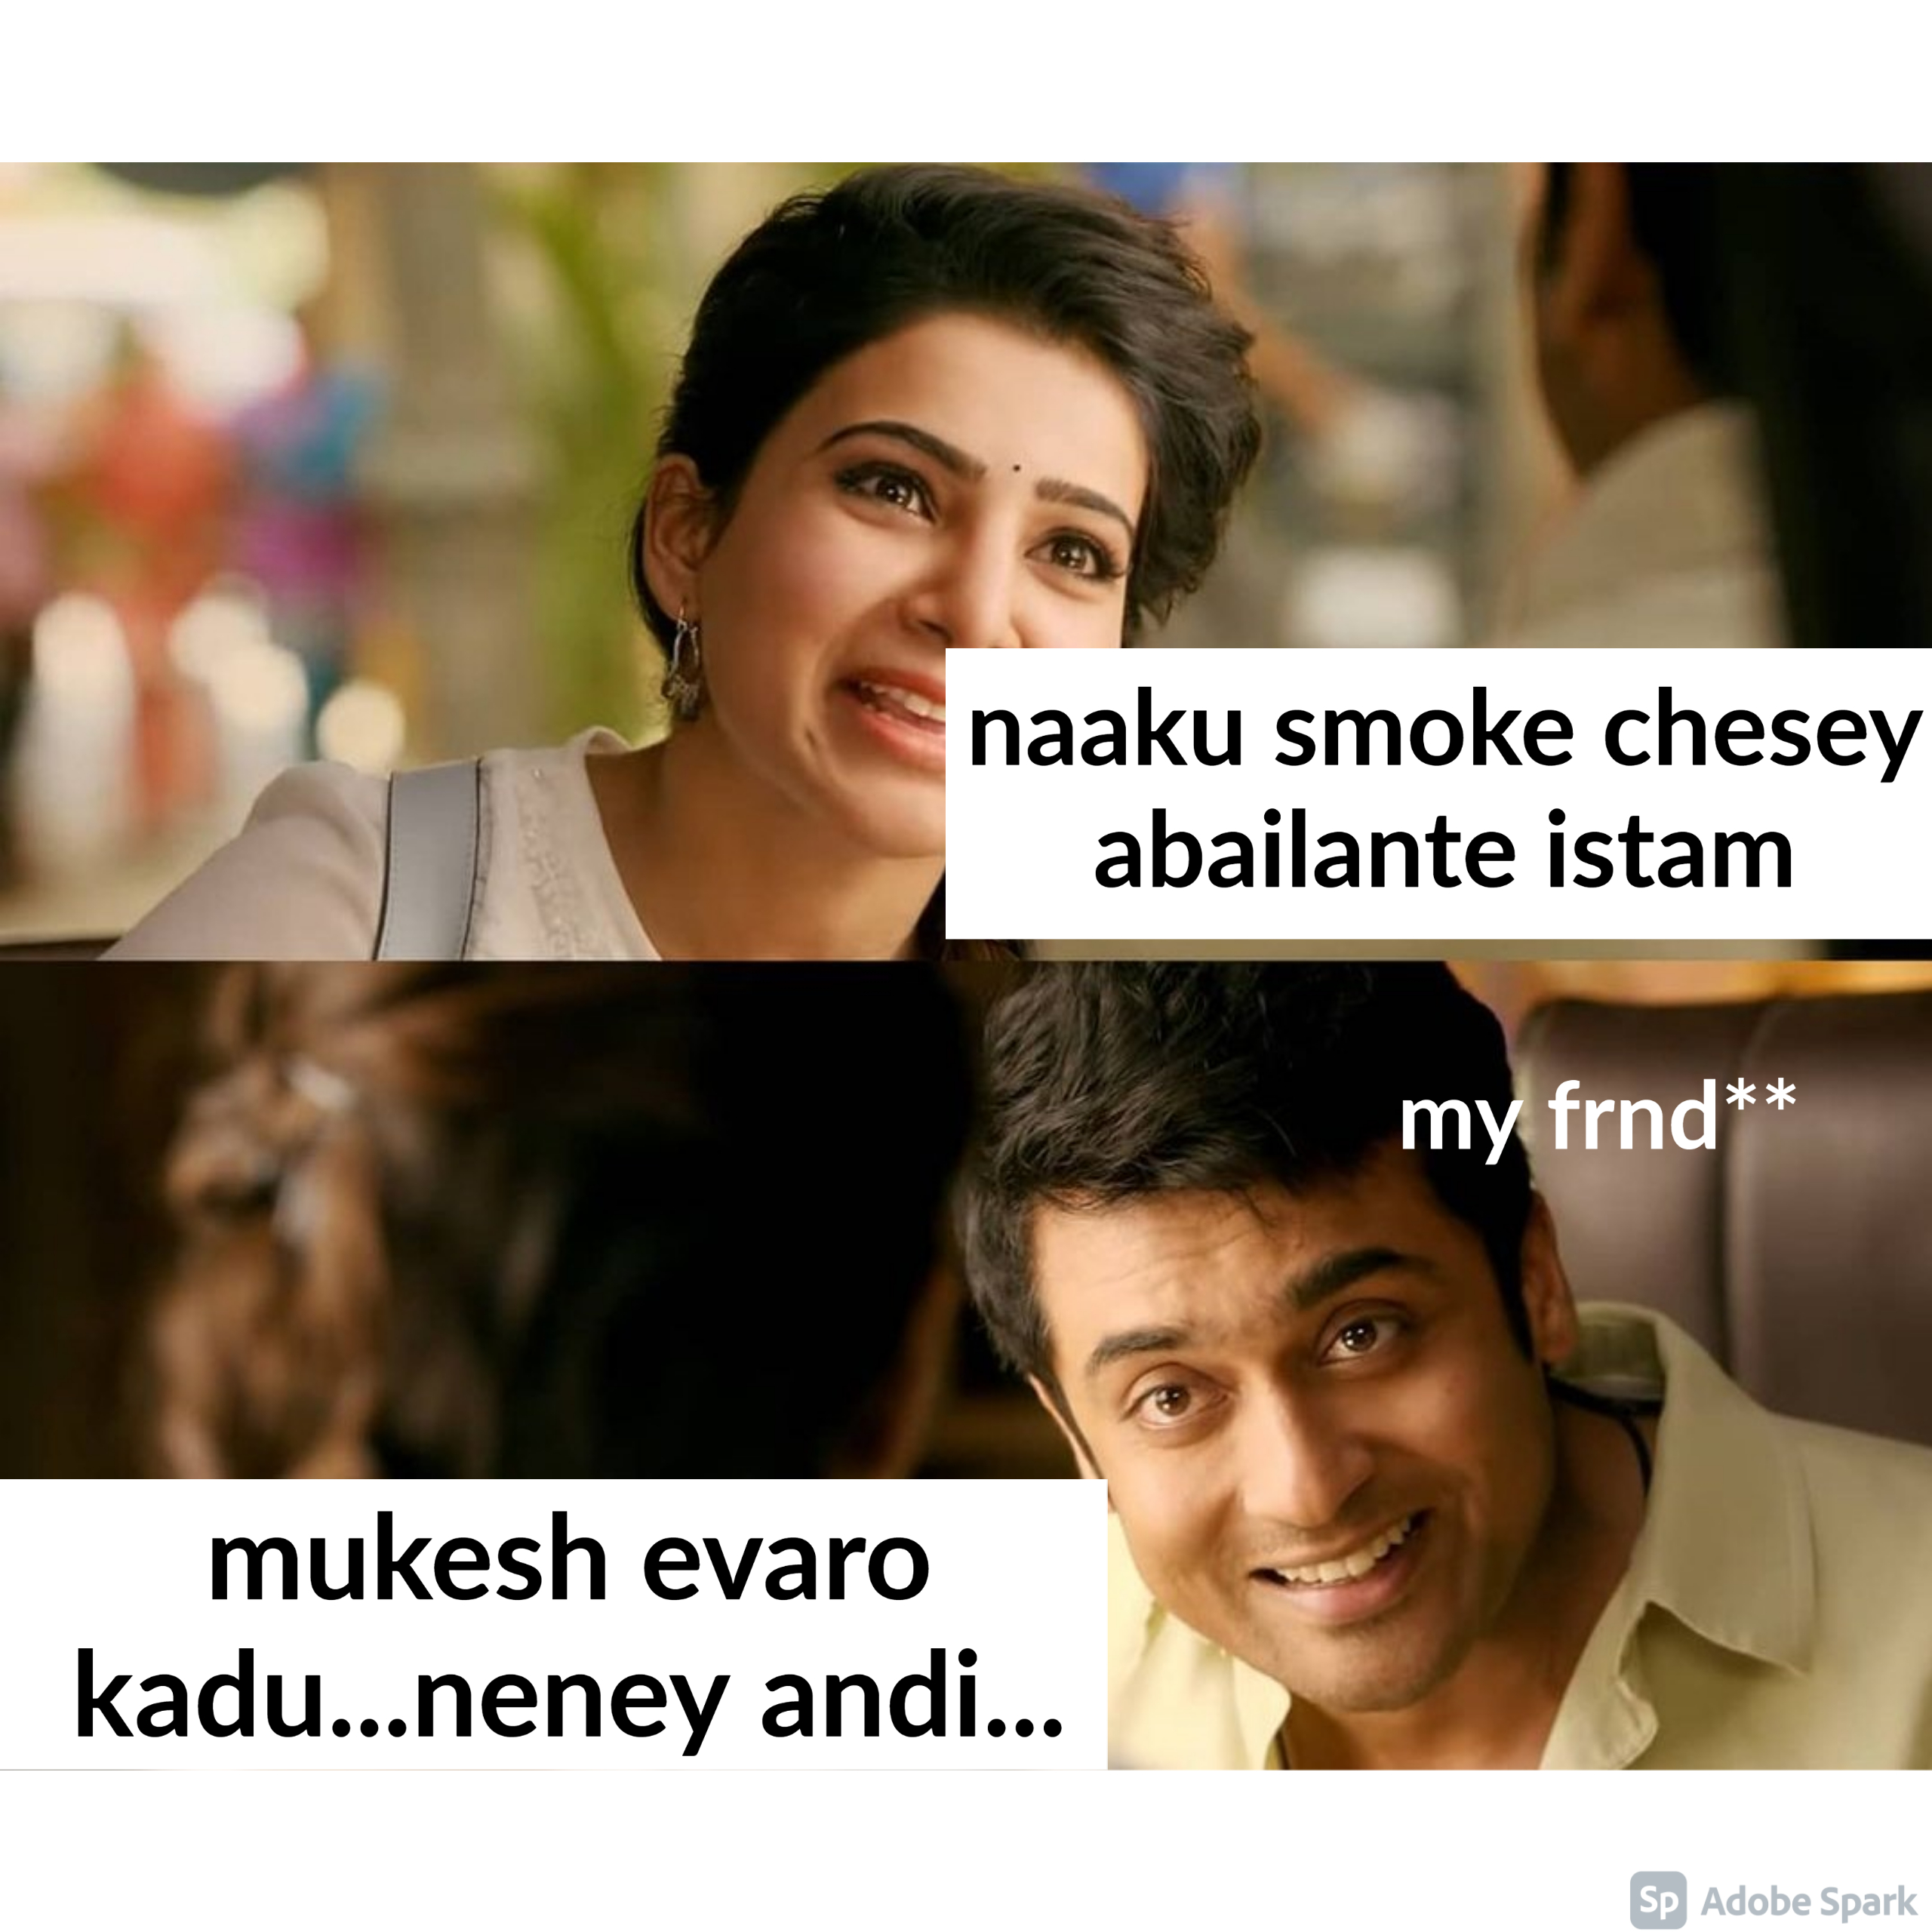 naaku smoke chesey
abailante istam
my frnd**
mukesh evaro
kadu...neney andi...
Sp Adobe Spark